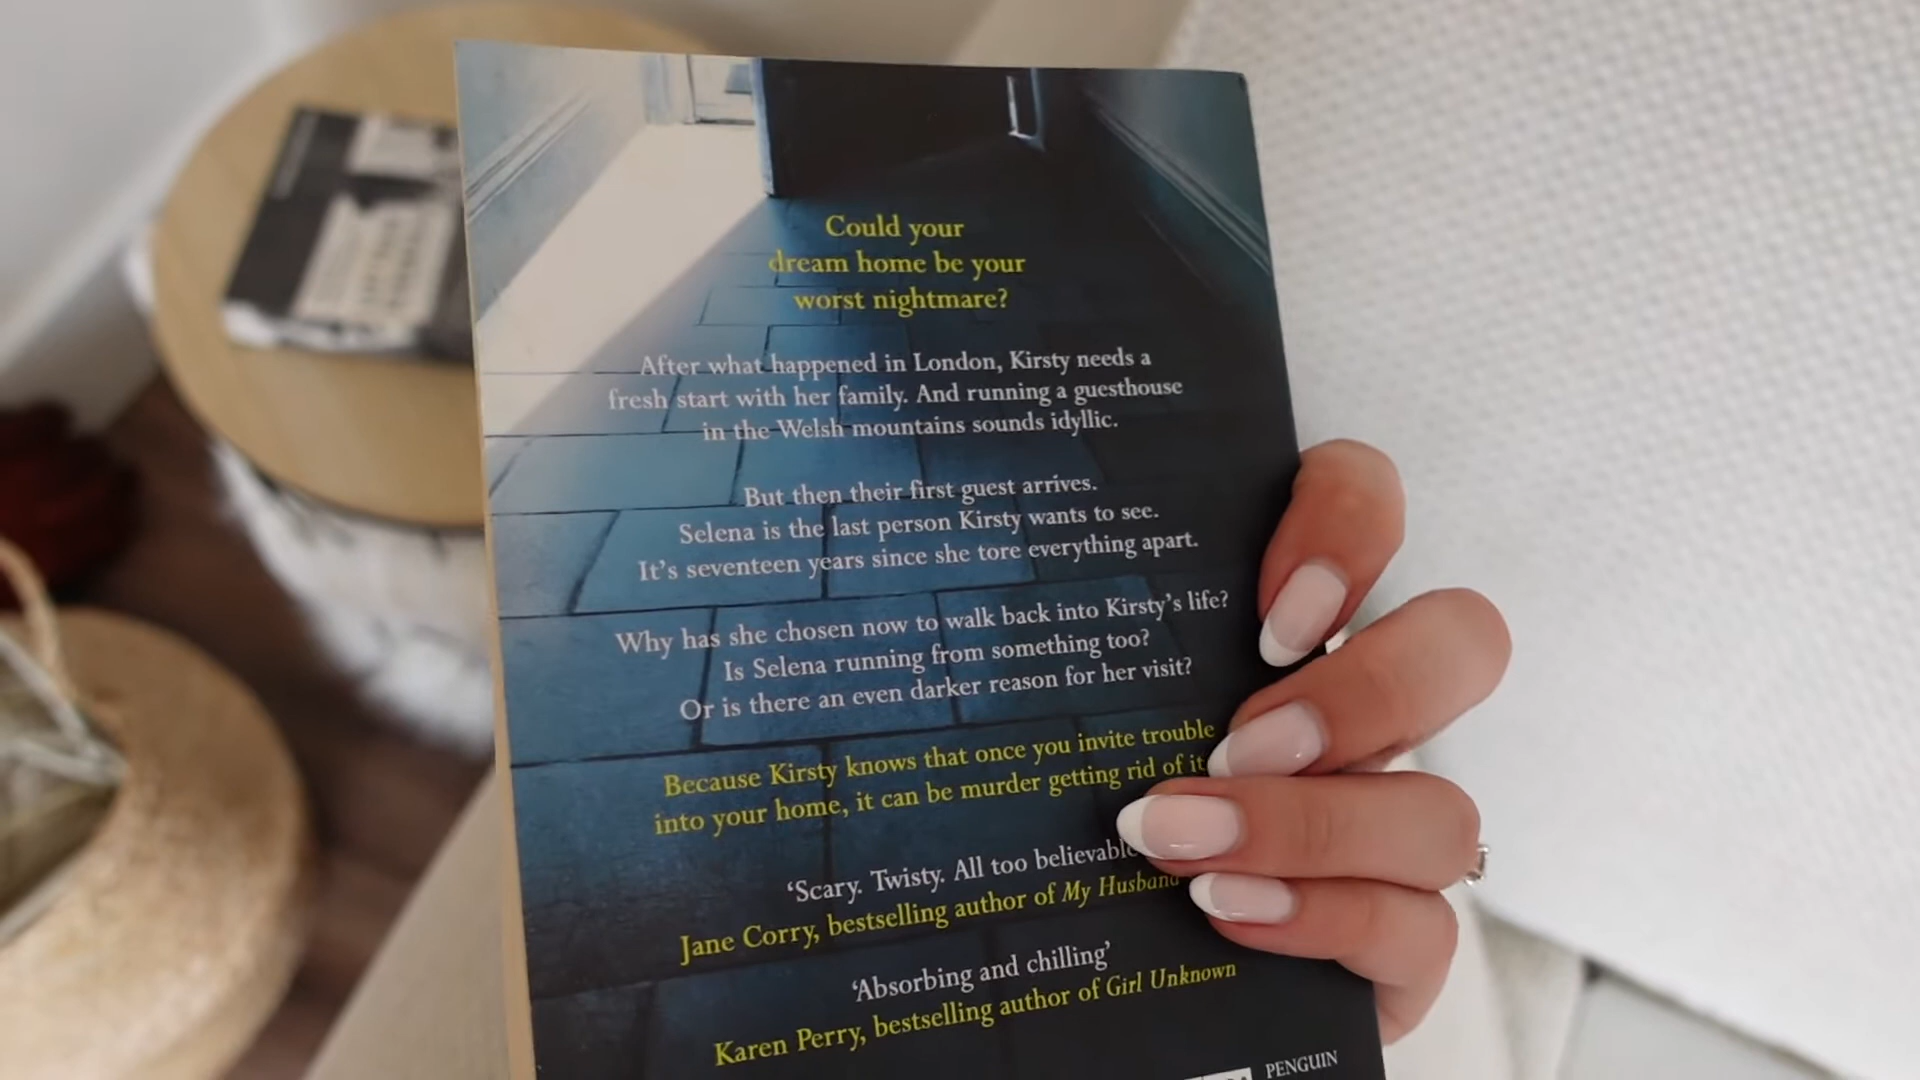 Could your
dream home be your
worst nightmare?
After what happened in London, Kirsty needs a
fresh start with her family. And running a guesthouse
in the Welsh mountains sounds idyllic.
But then their first guest arrives.
Selena is the last person Kirsty wants to see.
It's seventeen years since she tore everything apart.
Why has she chosen now to walk back into Kirsty's life?
Is Selena running from something too?
Or is there an even darker reason for her visit?
Because Kirsty knows that once you invite trouble
into your home, it can be murder getting rid of it
‘Scary. Twisty. All too believable
Jane Corry, bestselling author of My Husband
‘Absorbing and chilling’
Karen Perry, bestselling author of Girl Unknown
PENGUIN